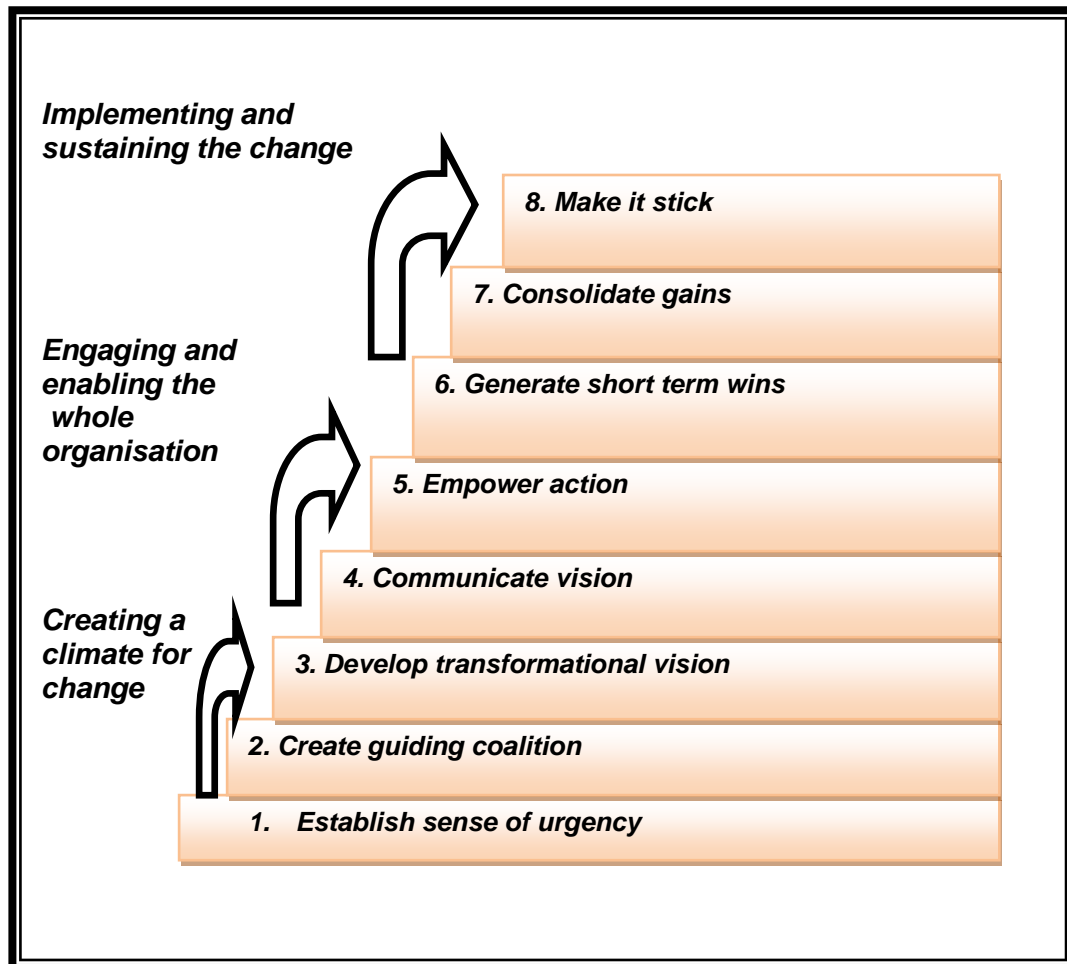 Implementing and
sustaining the change
8. Make it stick
7. Consolidate gains
Engaging and
enabling the
whole
organisation
6. Generate short term wins
5. Empower action
4. Communicate vision
Creating a
climate for
change
3. Develop transformational vision
2. Create guiding coalition
1. Establish sense of urgency